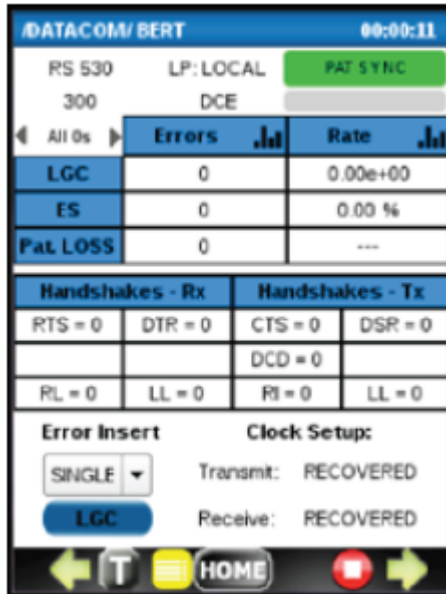 /DATACOM/ BERT 00:00:11
RS 530 LP: LOCAL PAT SYNC
300 DCE
All 0s Errors Rate
LGC 0 0.00e+00
ES 0 0.00 %
Pat. LOSS 0 ---
Handshakes - Rx Handshakes - Tx
RTS = 0 DTR = 0 CTS = 0 DSR = 0
DCD = 0
RL = 0 LL = 0 RI = 0 LL = 0
Error Insert Clock Setup:
SINGLE Transmit: RECOVERED
LGC Receive: RECOVERED
T HOME